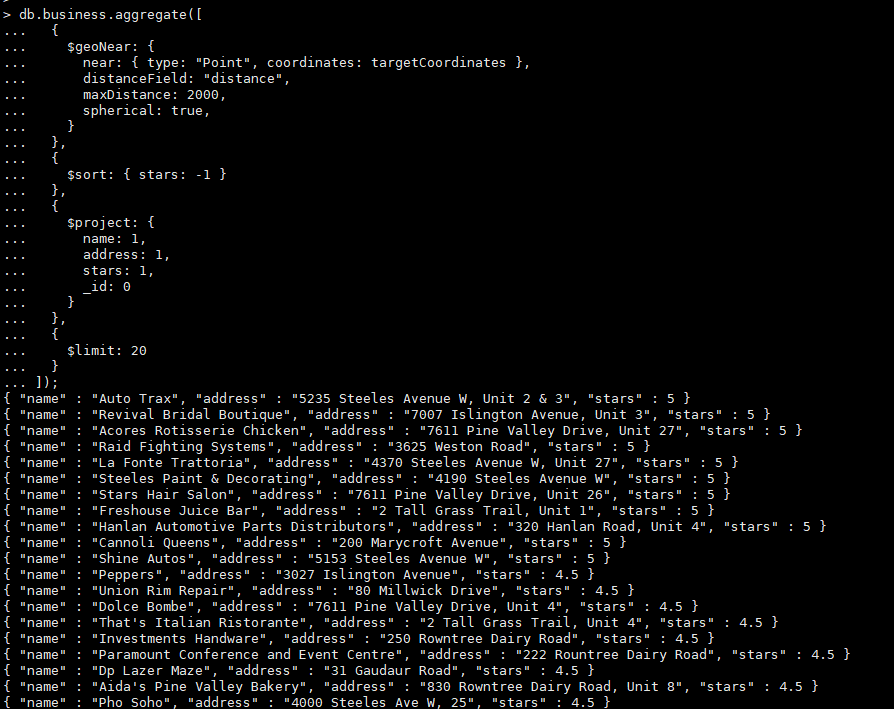 > db.business.aggregate([
...   {
...     $geoNear: {
...       near: { type: "Point", coordinates: targetCoordinates },
...       distanceField: "distance",
...       maxDistance: 2000,
...       spherical: true,
...     }
...   },
...   {
...     $sort: { stars: -1 }
...   },
...   {
...     $project: {
...       name: 1,
...       address: 1,
...       stars: 1,
...       _id: 0
...     }
...   },
...   {
...     $limit: 20
...   }
... ]);
{ "name" : "Auto Trax", "address" : "5235 Steeles Avenue W, Unit 2 & 3", "stars" : 5 }
{ "name" : "Revival Bridal Boutique", "address" : "7007 Islington Avenue, Unit 3", "stars" : 5 }
{ "name" : "Acores Rotisserie Chicken", "address" : "7611 Pine Valley Drive, Unit 27", "stars" : 5 }
{ "name" : "Raid Fighting Systems", "address" : "3625 Weston Road", "stars" : 5 }
{ "name" : "La Fonte Trattoria", "address" : "4370 Steeles Avenue W, Unit 27", "stars" : 5 }
{ "name" : "Steeles Paint & Decorating", "address" : "4190 Steeles Avenue W", "stars" : 5 }
{ "name" : "Stars Hair Salon", "address" : "7611 Pine Valley Drive, Unit 26", "stars" : 5 }
{ "name" : "Freshouse Juice Bar", "address" : "2 Tall Grass Trail, Unit 1", "stars" : 5 }
{ "name" : "Hanlan Automotive Parts Distributors", "address" : "320 Hanlan Road, Unit 4", "stars" : 5 }
{ "name" : "Cannoli Queens", "address" : "200 Marycroft Avenue", "stars" : 5 }
{ "name" : "Shine Autos", "address" : "5153 Steeles Avenue W", "stars" : 5 }
{ "name" : "Peppers", "address" : "3027 Islington Avenue", "stars" : 4.5 }
{ "name" : "Union Rim Repair", "address" : "80 Millwick Drive", "stars" : 4.5 }
{ "name" : "Dolce Bombe", "address" : "7611 Pine Valley Drive, Unit 4", "stars" : 4.5 }
{ "name" : "That's Italian Ristorante", "address" : "2 Tall Grass Trail, Unit 4", "stars" : 4.5 }
{ "name" : "Investments Hardware", "address" : "250 Rowntree Dairy Road", "stars" : 4.5 }
{ "name" : "Paramount Conference and Event Centre", "address" : "222 Rountree Dairy Road", "stars" : 4.5 }
{ "name" : "Dp Lazer Maze", "address" : "31 Gaudaur Road", "stars" : 4.5 }
{ "name" : "Aida's Pine Valley Bakery", "address" : "830 Rowntree Dairy Road, Unit 8", "stars" : 4.5 }
{ "name" : "Pho Soho", "address" : "4000 Steeles Ave W, 25", "stars" : 4.5 }